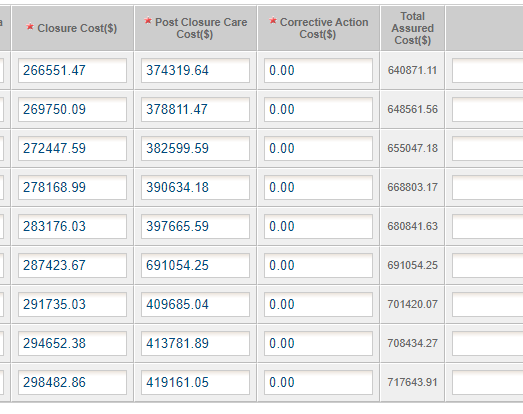 * Closure Cost($) * Post Closure Care Cost($) * Corrective Action Cost($) Total Assured Cost($)
266551.47 374319.64 0.00 640871.11
269750.09 378811.47 0.00 648561.56
272447.59 382599.59 0.00 655047.18
278168.99 390634.18 0.00 668803.17
283176.03 397665.59 0.00 680841.63
287423.67 691054.25 0.00 691054.25
291735.03 409685.04 0.00 701420.07
294652.38 413781.89 0.00 708434.27
298482.86 419161.05 0.00 717643.91